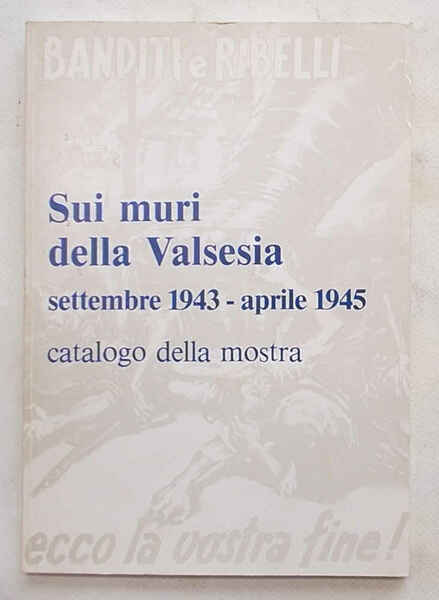 BANDITI e RIBELLI
Sui muri
della Valsesia
settembre 1943 - aprile 1945
catalogo della mostra
ecco la vostra fine!